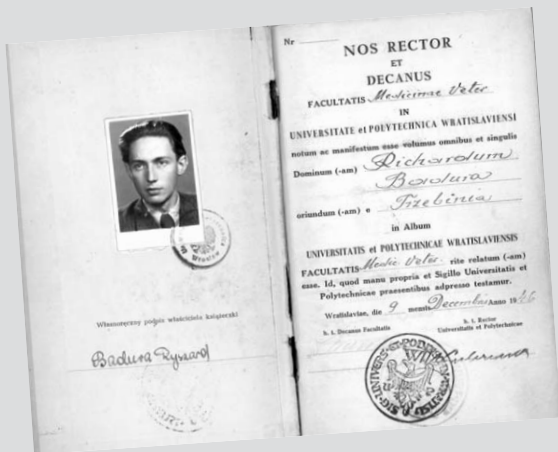 Własnoręczny podpis właściciela książeczki
Badura Ryszard
Nr
NOS RECTOR
ET
DECANUS
FACULTATIS Medicinae Veter.
IN
UNIVERSITATE et POLYTECHNICA WRATISLAVIENSI
notum ac manifestum esse volumus omnibus et singulis
Dominum (-am) Richardum
Badura
oriundum (-am) e Trzebinia
in Album
UNIVERSITATIS et POLYTECHNICAE WRATISLAVIENSIS
FACULTATIS Medic. Veter. rite relatum (-am)
esse. Id, quod manu propria et Sigillo Universitatis et
Polytechnicae praesentibus adpresso testamur.
Wratislaviae, die 9 mensis Decembris Anno 1946
h. t. Decanus Facultatis
h. t. Rector
Universitatis et Polytechnicae